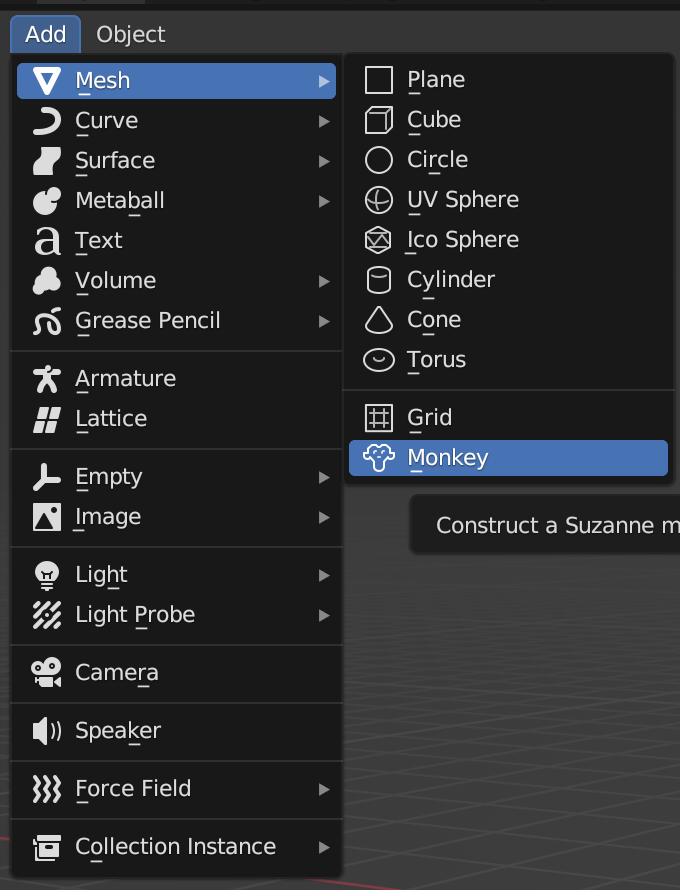 Add Object
Mesh
Curve
Surface
Metaball
Text
Volume
Grease Pencil
Armature
Lattice
Empty
Image
Light
Light Probe
Camera
Speaker
Force Field
Collection Instance
Plane
Cube
Circle
UV Sphere
Ico Sphere
Cylinder
Cone
Torus
Grid
Monkey
Construct a Suzanne m